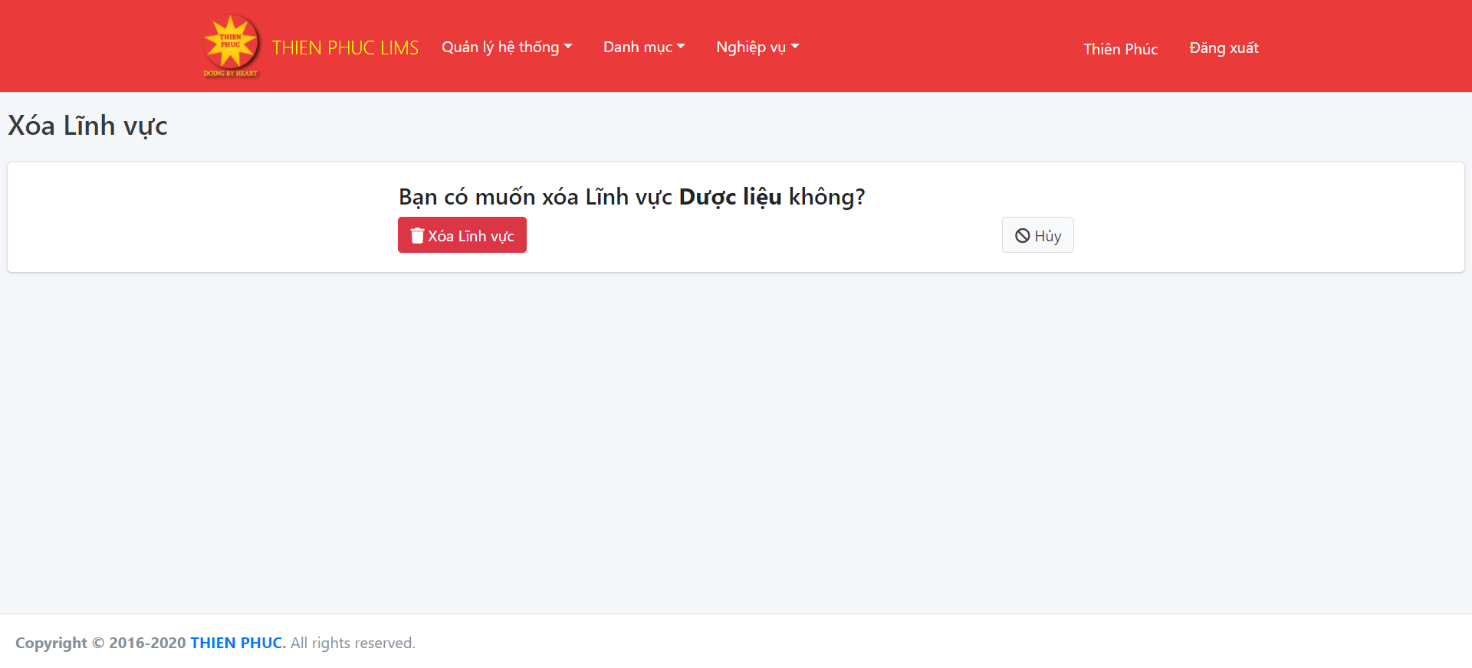 THIEN
PHUC
DOING BY HEART
THIEN PHUC LIMS Quản lý hệ thống Danh mục Nghiệp vụ Thiên Phúc Đăng xuất
Xóa Lĩnh vực
Bạn có muốn xóa Lĩnh vực Dược liệu không?
Xóa Lĩnh vực Hủy
Copyright © 2016-2020 THIEN PHUC. All rights reserved.